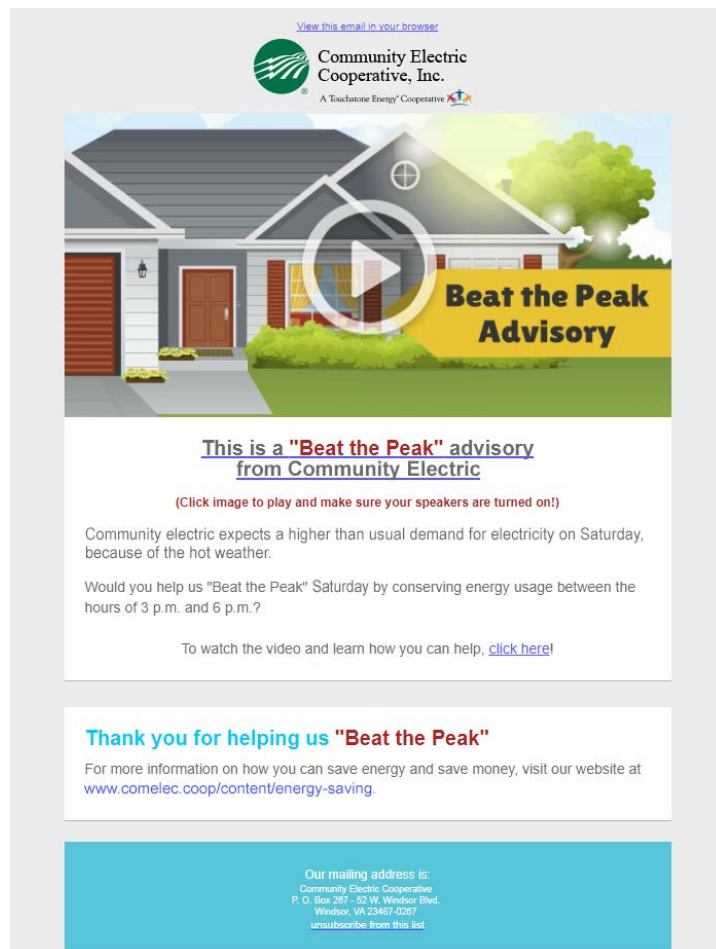 View this email in your browser
Community Electric
Cooperative, Inc.
®
A Touchstone Energy® Cooperative
Beat the Peak
Advisory
This is a "Beat the Peak" advisory
from Community Electric
(Click image to play and make sure your speakers are turned on!)
Community electric expects a higher than usual demand for electricity on Saturday,
because of the hot weather.
Would you help us "Beat the Peak" Saturday by conserving energy usage between the
hours of 3 p.m. and 6 p.m.?
To watch the video and learn how you can help, click here!
Thank you for helping us "Beat the Peak"
For more information on how you can save energy and save money, visit our website at
www.comelec.coop/content/energy-saving.
Our mailing address is:
Community Electric Cooperative
P. O. Box 267 - 52 W. Windsor Blvd.
Windsor, VA 23487-0267
unsubscribe from this list